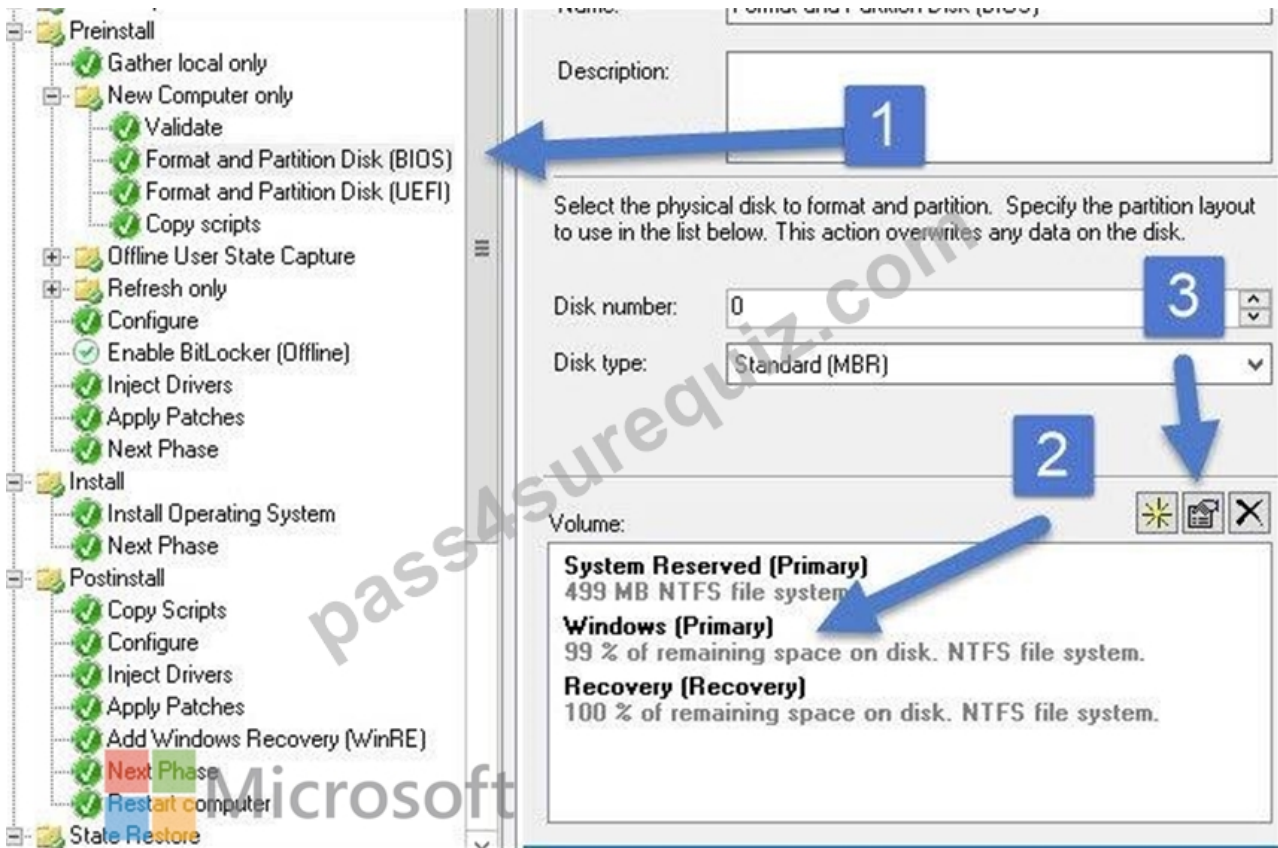 Preinstall
Gather local only
New Computer only
Validate
Format and Partition Disk (BIOS)
Format and Partition Disk (UEFI)
Copy scripts
Offline User State Capture
Refresh only
Configure
Enable BitLocker (Offline)
Inject Drivers
Apply Patches
Next Phase
Install
Install Operating System
Next Phase
Postinstall
Copy Scripts
Configure
Inject Drivers
Apply Patches
Add Windows Recovery (WinRE)
Next Phase
Restart computer
State Restore
Name:
Format and Partition Disk (BIOS)
Description:
1
Select the physical disk to format and partition. Specify the partition layout
to use in the list below. This action overwrites any data on the disk.
3
Disk number:
0
Disk type:
Standard (MBR)
2
Volume:
System Reserved (Primary)
499 MB NTFS file system
Windows (Primary)
99 % of remaining space on disk. NTFS file system.
Recovery (Recovery)
100 % of remaining space on disk. NTFS file system.
pass4surequiz.com
Microsoft